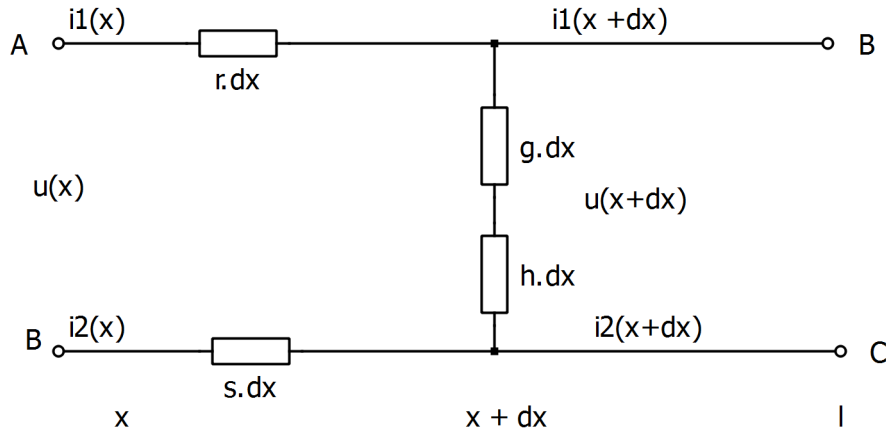 i1(x)
i1(x +dx)
A
B
r.dx
g.dx
u(x)
u(x+dx)
h.dx
i2(x)
i2(x+dx)
B
C
s.dx
x
x + dx
l